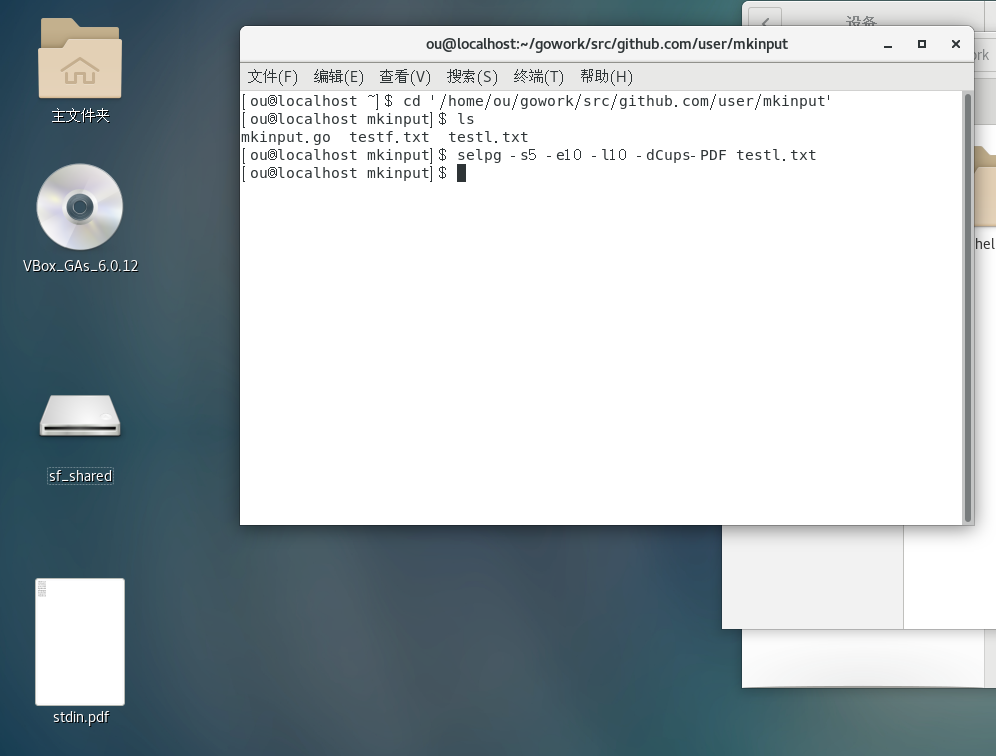 设备
ou@localhost:~/gowork/src/github.com/user/mkinput
文件(F) 编辑(E) 查看(V) 搜索(S) 终端(T) 帮助(H)
[ou@localhost ~]$ cd '/home/ou/gowork/src/github.com/user/mkinput'
[ou@localhost mkinput]$ ls
mkinput.go  testf.txt  testl.txt
[ou@localhost mkinput]$ selpg -s5 -e10 -l10 -dCups-PDF testl.txt
[ou@localhost mkinput]$
主文件夹
VBox_GAs_6.0.12
sf_shared
stdin.pdf
rk
hel